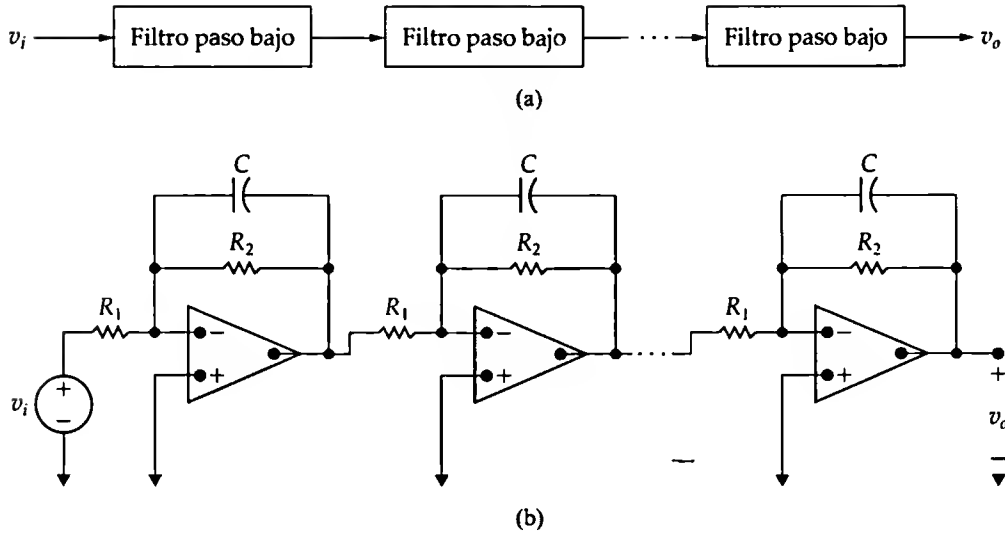 v_i Filtro paso bajo Filtro paso bajo Filtro paso bajo v_o
(a)
C C C
R_2 R_2 R_2
R_1 R_1 R_1
− − −
+ + + + +
v_i − v_o
− −
(b)